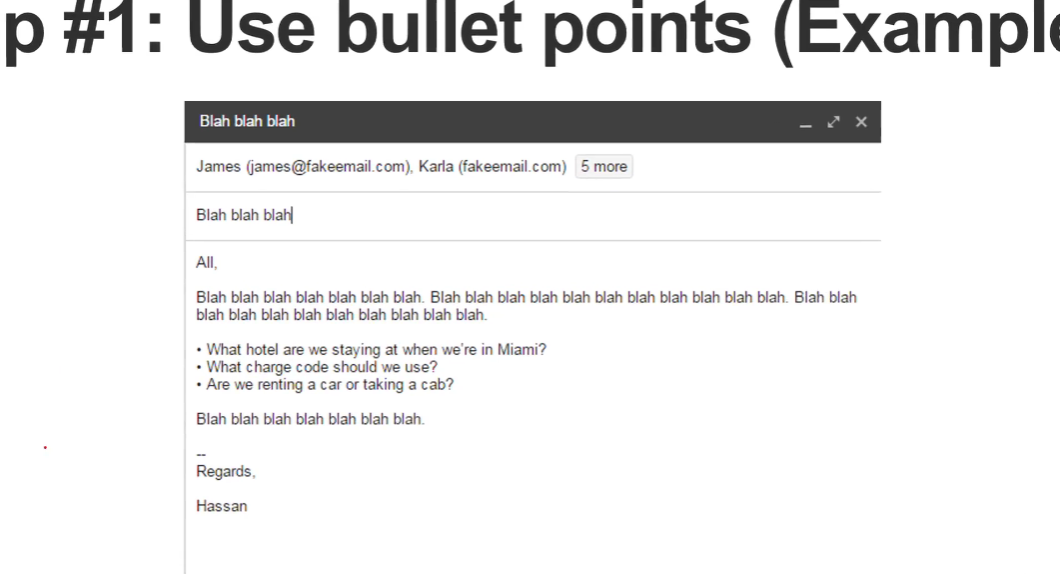 p #1: Use bullet points (Example
Blah blah blah
James (james@fakeemail.com), Karla (fakeemail.com) 5 more
Blah blah blah
All,
Blah blah blah blah blah blah blah. Blah blah blah blah blah blah blah blah blah blah blah. Blah blah
blah blah blah blah blah blah blah blah blah.
• What hotel are we staying at when we're in Miami?
• What charge code should we use?
• Are we renting a car or taking a cab?
Blah blah blah blah blah blah blah.
--
Regards,
Hassan